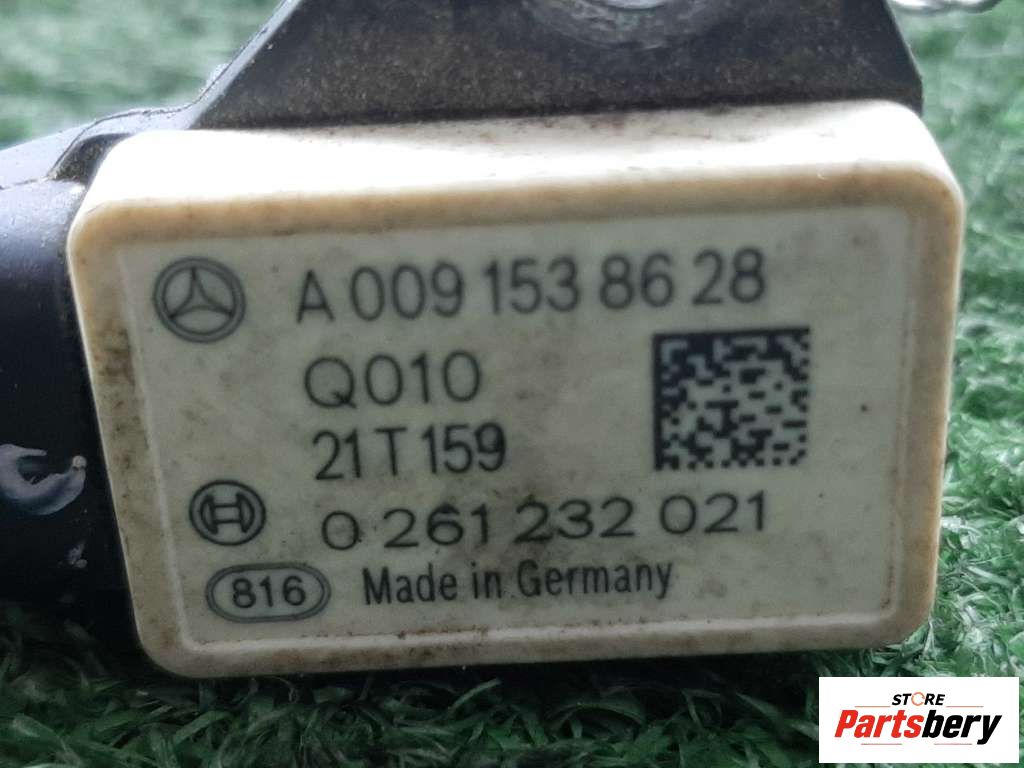 A 009 153 86 28
Q010
21 T 159
0 261 232 021
816 Made in Germany
STORE
Partsbery